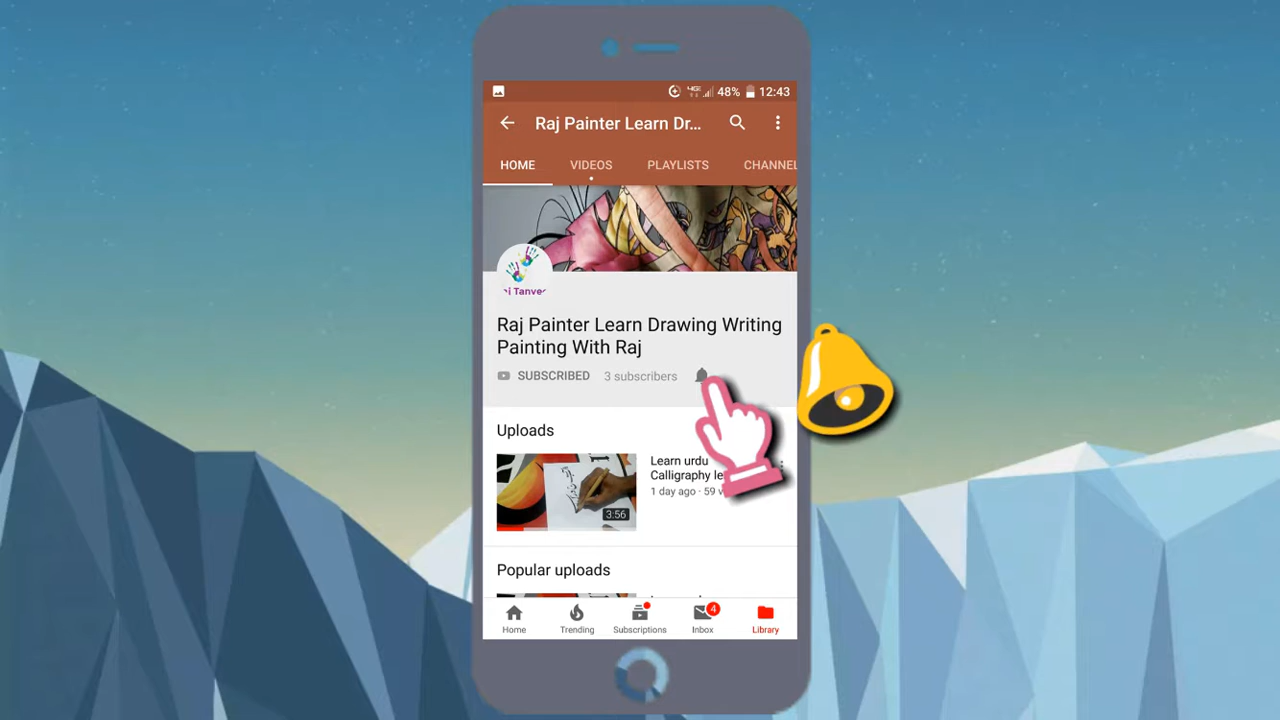 48% 12:43
Raj Painter Learn Dr...
HOME VIDEOS PLAYLISTS CHANNEL
Raj Painter Learn Drawing Writing
Painting With Raj
SUBSCRIBED 3 subscribers
Uploads
Learn urdu
Calligraphy le
1 day ago · 59 v
3:56
Popular uploads
Home Trending Subscriptions Inbox 4 Library